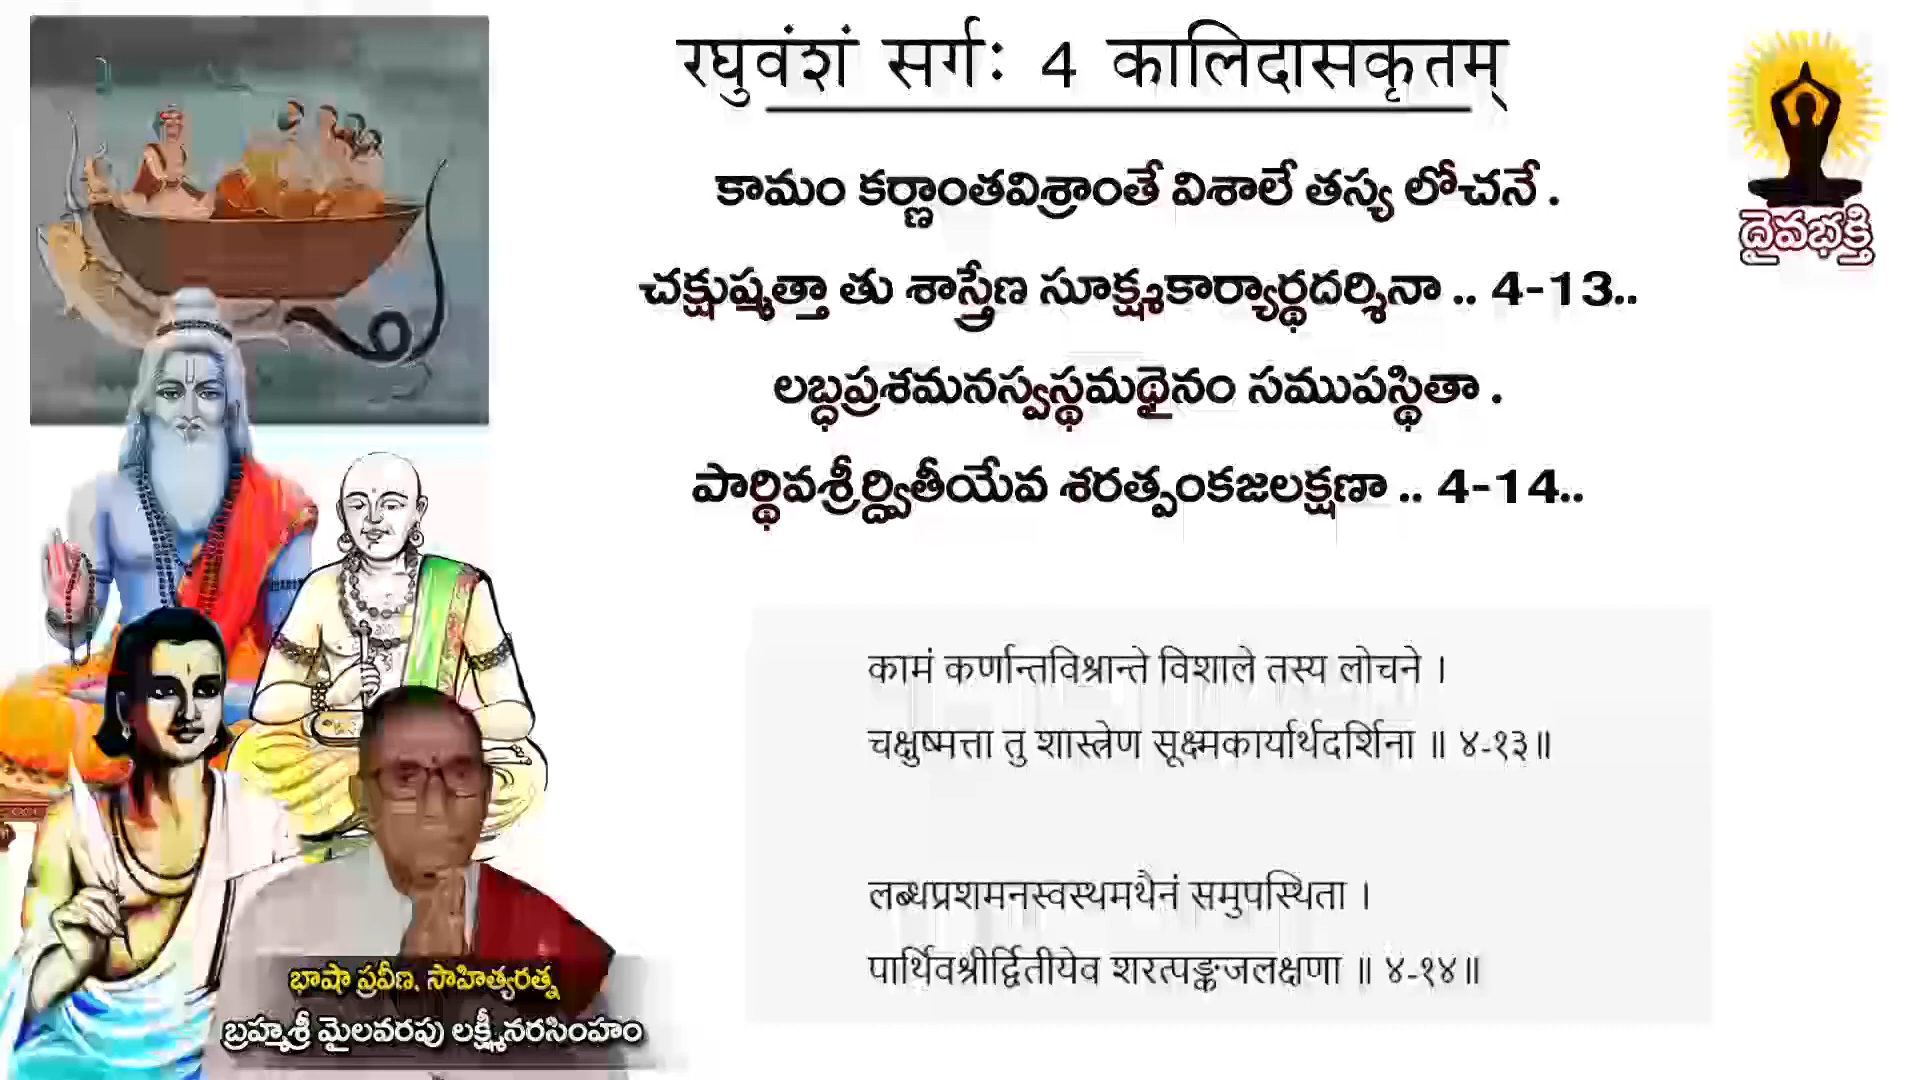 रघुवंशं सर्गः 4 कालिदासकृतम्
దైవభక్తి
కామం కర్ణాంతవిశ్రాంతే విశాలే తస్య లోచనే .
చక్షుష్మత్తా తు శాస్త్రేణ సూక్ష్మకార్యార్థదర్శినా .. 4-13..
లబ్ధప్రశమనస్వస్థమథైనం సముపస్థితా .
పార్థివశ్రీర్ద్వితీయేవ శరత్పంకజలక్షణా .. 4-14..
कामं कर्णान्तविश्रान्ते विशाले तस्य लोचने ।
चक्षुष्मत्ता तु शास्त्रेण सूक्ष्मकार्यार्थदर्शिना ॥ ४-१३॥
लब्धप्रशमनस्वस्थमथैनं समुपस्थिता ।
पार्थिवश्रीर्द्वितीयेव शरत्पङ्कजलक्षणा ॥ ४-१४॥
భాషా ప్రవీణ, సాహిత్యరత్న
బ్రహ్మశ్రీ మైలవరపు లక్ష్మీనరసింహం